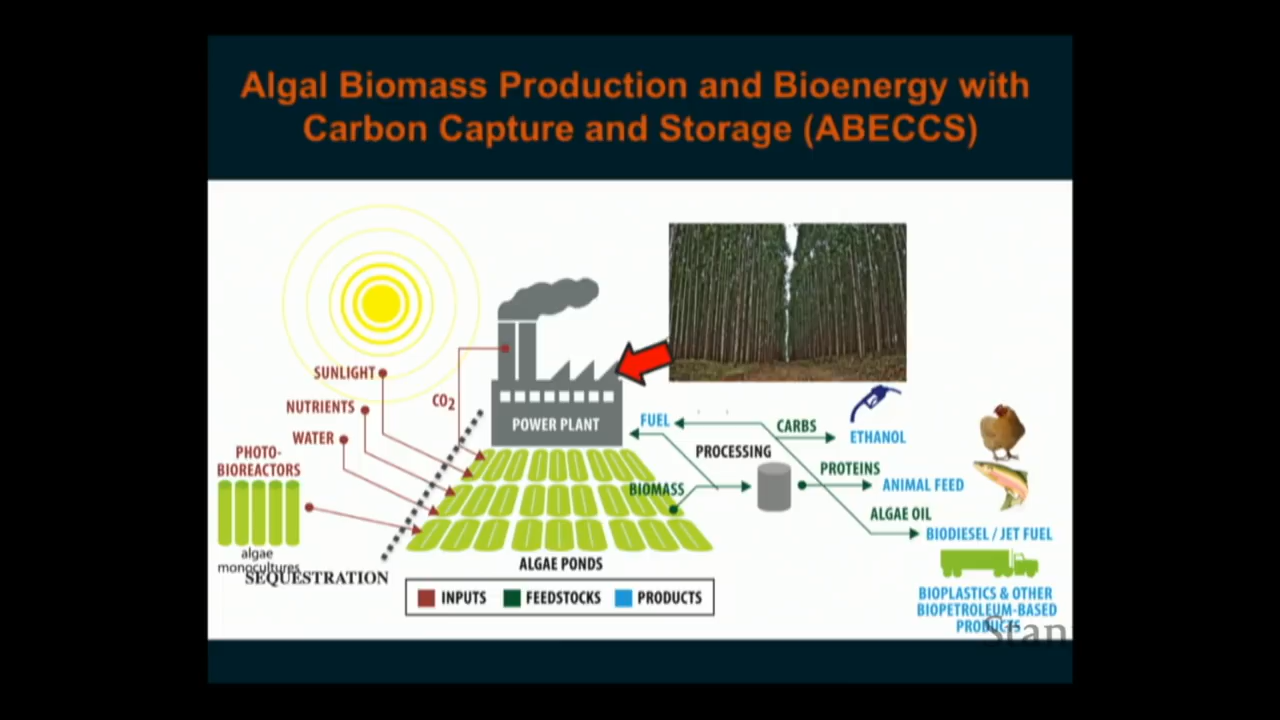 Algal Biomass Production and Bioenergy with
Carbon Capture and Storage (ABECCS)
SUNLIGHT
NUTRIENTS
WATER
PHOTO-
BIOREACTORS
algae
monocultures
SEQUESTRATION
CO2
POWER PLANT
FUEL
CARBS
ETHANOL
PROCESSING
PROTEINS
ANIMAL FEED
BIOMASS
ALGAE OIL
BIODIESEL / JET FUEL
ALGAE PONDS
BIOPLASTICS & OTHER
BIOPETROLEUM-BASED
PRODUCTS
INPUTS FEEDSTOCKS PRODUCTS
Stan